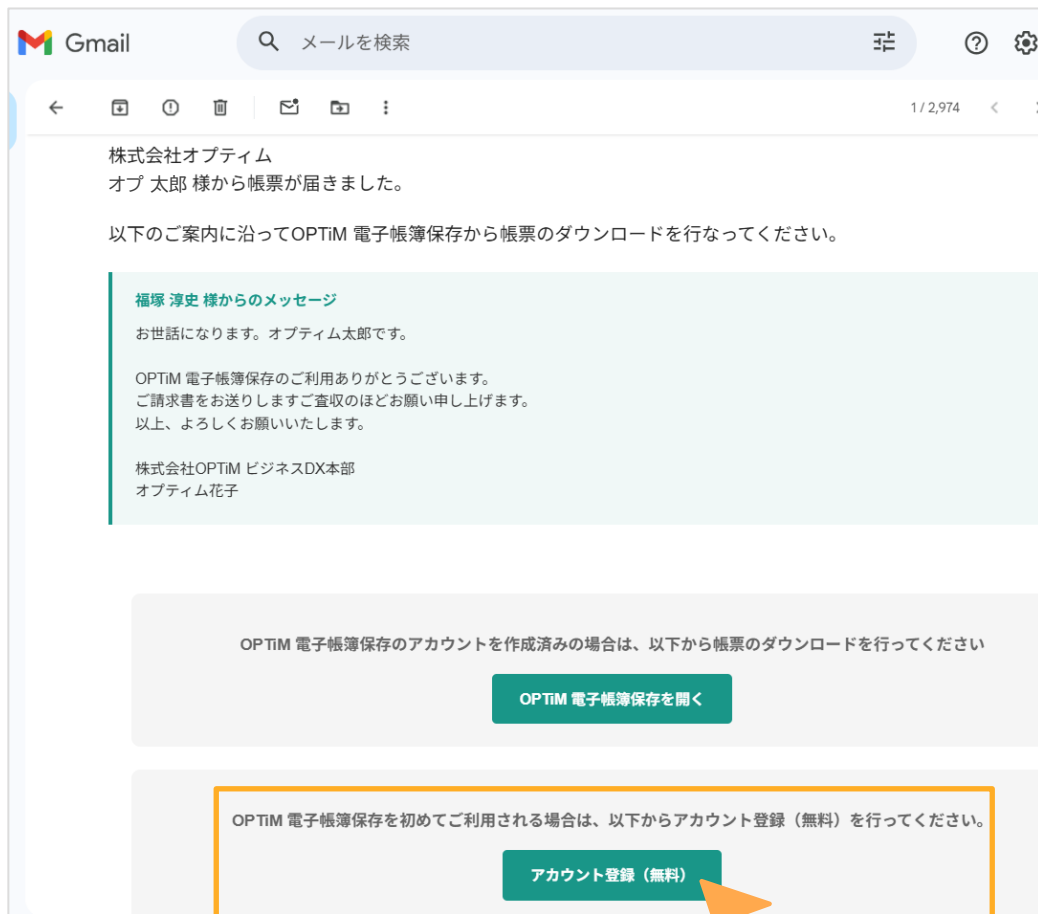 Gmail
メールを検索
1 / 2,974
株式会社オプティム
オプ 太郎 様から帳票が届きました。
以下のご案内に沿ってOPTiM 電子帳簿保存から帳票のダウンロードを行なってください。
福塚 淳史 様からのメッセージ
お世話になります。オプティム太郎です。
OPTiM 電子帳簿保存のご利用ありがとうございます。
ご請求書をお送りしますご査収のほどお願い申し上げます。
以上、よろしくお願いいたします。
株式会社OPTiM ビジネスDX本部
オプティム花子
OPTiM 電子帳簿保存のアカウントを作成済みの場合は、以下から帳票のダウンロードを行ってください
OPTiM 電子帳簿保存を開く
OPTiM 電子帳簿保存を初めてご利用される場合は、以下からアカウント登録（無料）を行ってください。
アカウント登録（無料）